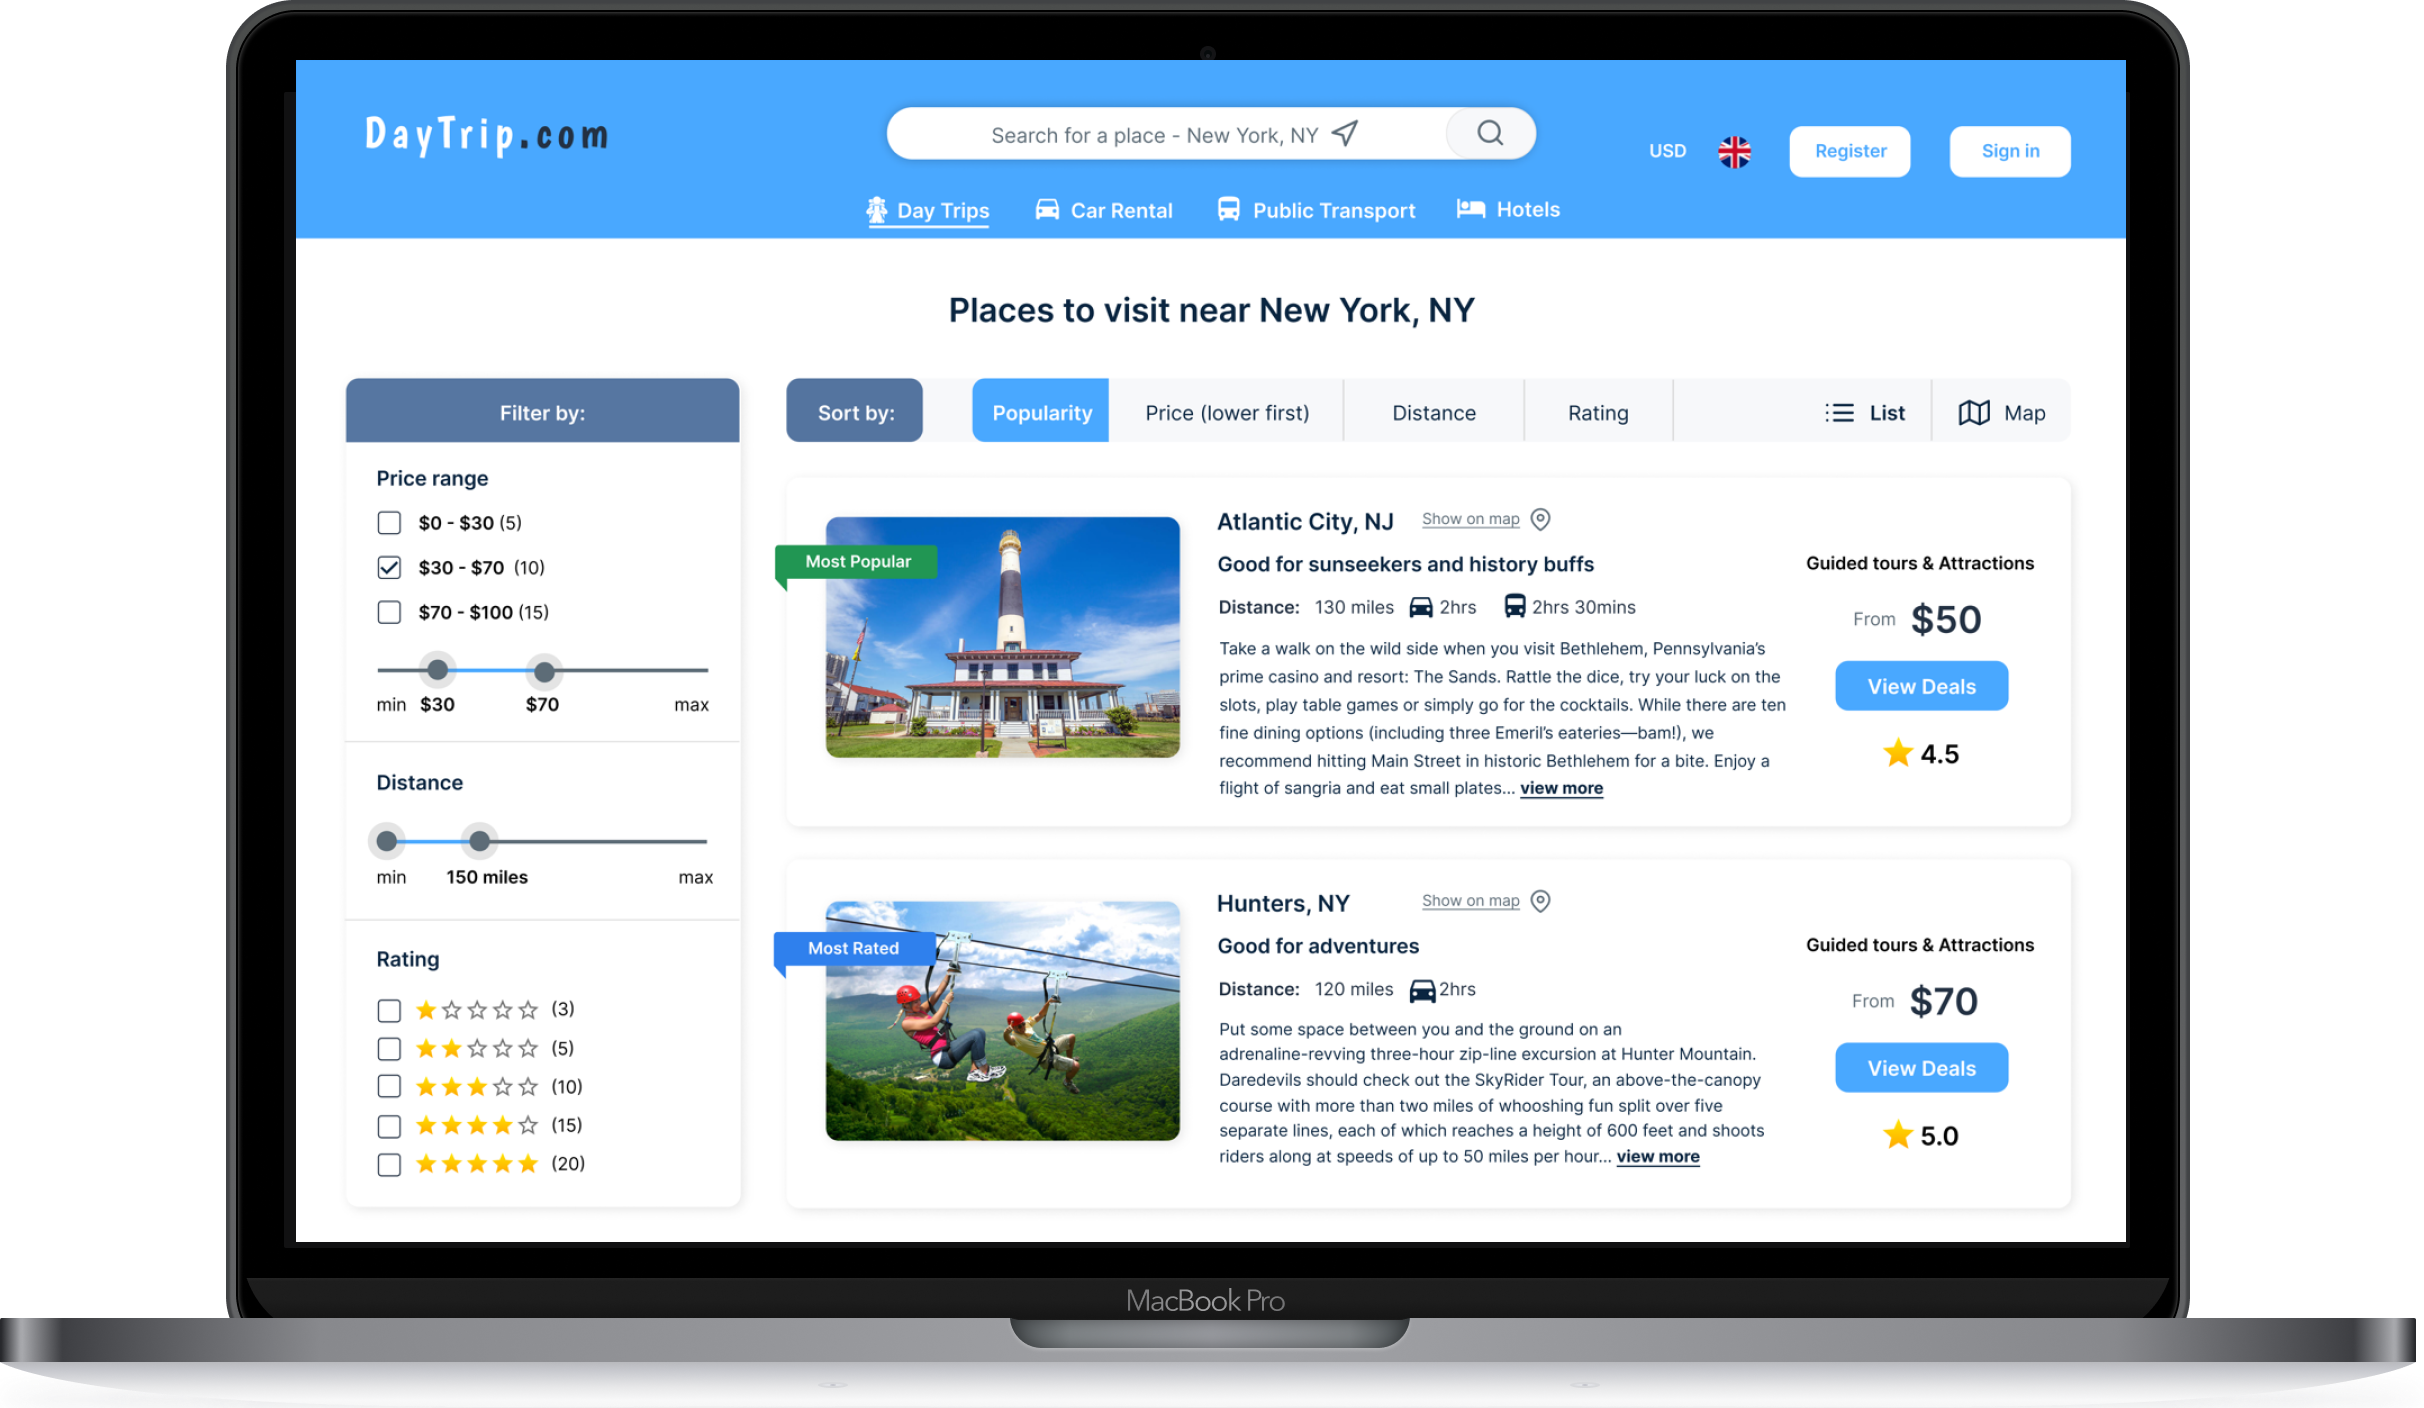 DayTrip.com
Search for a place - New York, NY
USD
Register
Sign in
Day Trips
Car Rental
Public Transport
Hotels
Places to visit near New York, NY
Filter by:
Price range
$0 - $30 (5)
$30 - $70 (10)
$70 - $100 (15)
min $30 $70 max
Distance
min 150 miles max
Rating
(3)
(5)
(10)
(15)
(20)
Sort by:
Popularity
Price (lower first)
Distance
Rating
List
Map
Most Popular
Atlantic City, NJ
Show on map
Good for sunseekers and history buffs
Distance: 130 miles 2hrs 2hrs 30mins
Take a walk on the wild side when you visit Bethlehem, Pennsylvania's
prime casino and resort: The Sands. Rattle the dice, try your luck on the
slots, play table games or simply go for the cocktails. While there are ten
fine dining options (including three Emeril's eateries—bam!), we
recommend hitting Main Street in historic Bethlehem for a bite. Enjoy a
flight of sangria and eat small plates... view more
Guided tours & Attractions
From $50
View Deals
4.5
Most Rated
Hunters, NY
Show on map
Good for adventures
Distance: 120 miles 2hrs
Put some space between you and the ground on an
adrenaline-revving three-hour zip-line excursion at Hunter Mountain.
Daredevils should check out the SkyRider Tour, an above-the-canopy
course with more than two miles of whooshing fun split over five
separate lines, each of which reaches a height of 600 feet and shoots
riders along at speeds of up to 50 miles per hour... view more
Guided tours & Attractions
From $70
View Deals
5.0
MacBook Pro